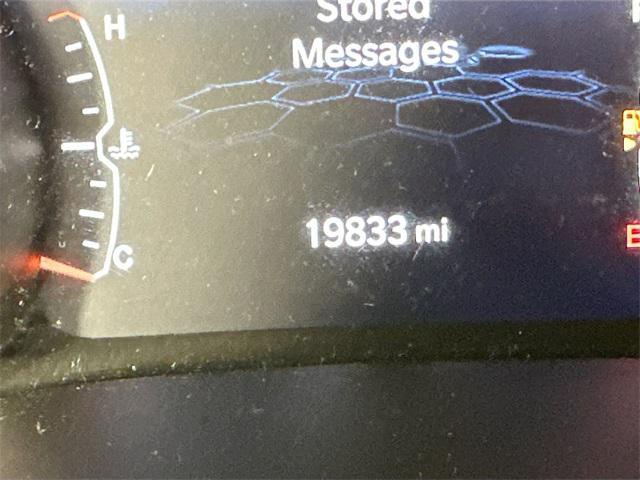 Stored
Messages
H
19833 mi
C
E